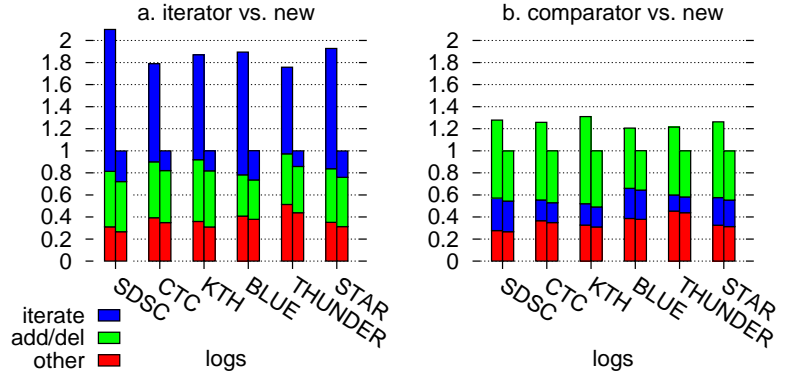 a. iterator vs. new
2
1.8
1.6
1.4
1.2
1
0.8
0.6
0.4
0.2
0
SDSC
CTC
KTH
BLUE
THUNDER
STAR
logs
iterate
add/del
other
b. comparator vs. new
2
1.8
1.6
1.4
1.2
1
0.8
0.6
0.4
0.2
0
SDSC
CTC
KTH
BLUE
THUNDER
STAR
logs